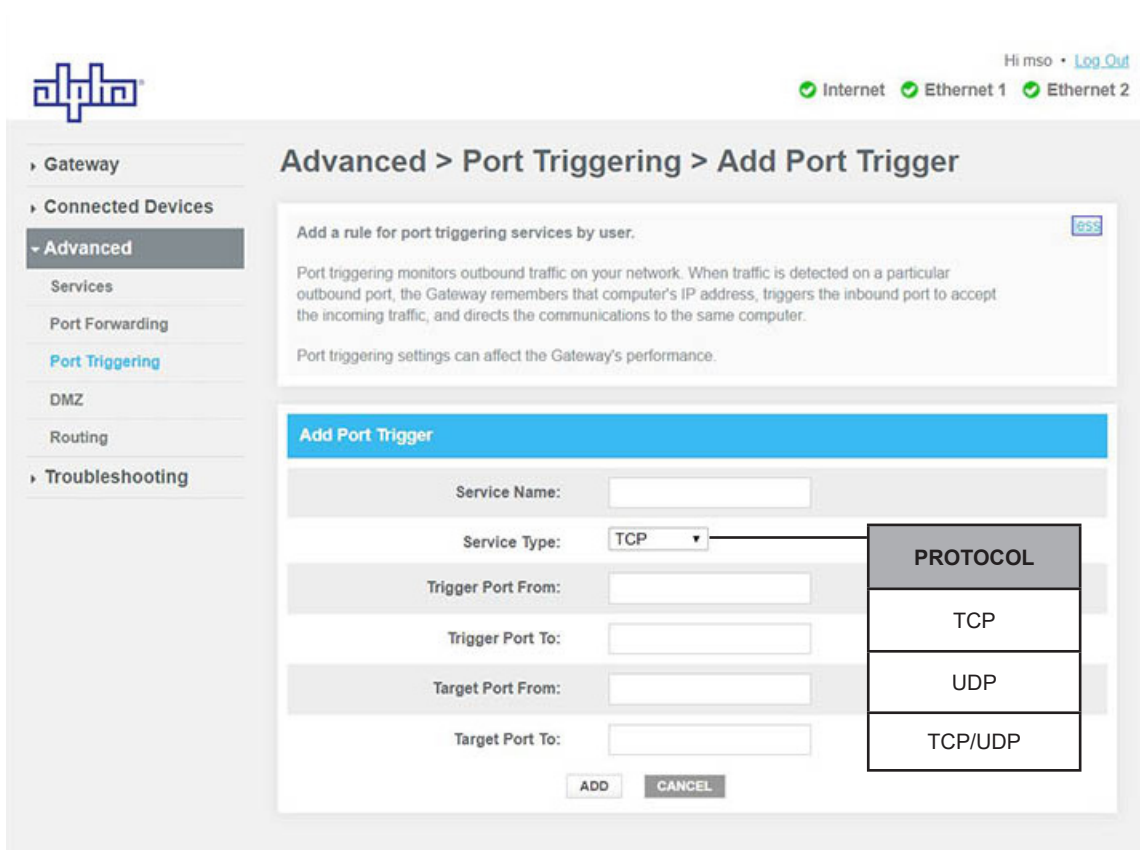 alpha
Hi mso • Log Out
Internet Ethernet 1 Ethernet 2
Gateway
Connected Devices
Advanced
Services
Port Forwarding
Port Triggering
DMZ
Routing
Troubleshooting
Advanced > Port Triggering > Add Port Trigger
less
Add a rule for port triggering services by user.
Port triggering monitors outbound traffic on your network. When traffic is detected on a particular
outbound port, the Gateway remembers that computer's IP address, triggers the inbound port to accept
the incoming traffic, and directs the communications to the same computer.
Port triggering settings can affect the Gateway's performance.
Add Port Trigger
Service Name:
Service Type: TCP
Trigger Port From:
Trigger Port To:
Target Port From:
Target Port To:
ADD CANCEL
PROTOCOL
TCP
UDP
TCP/UDP